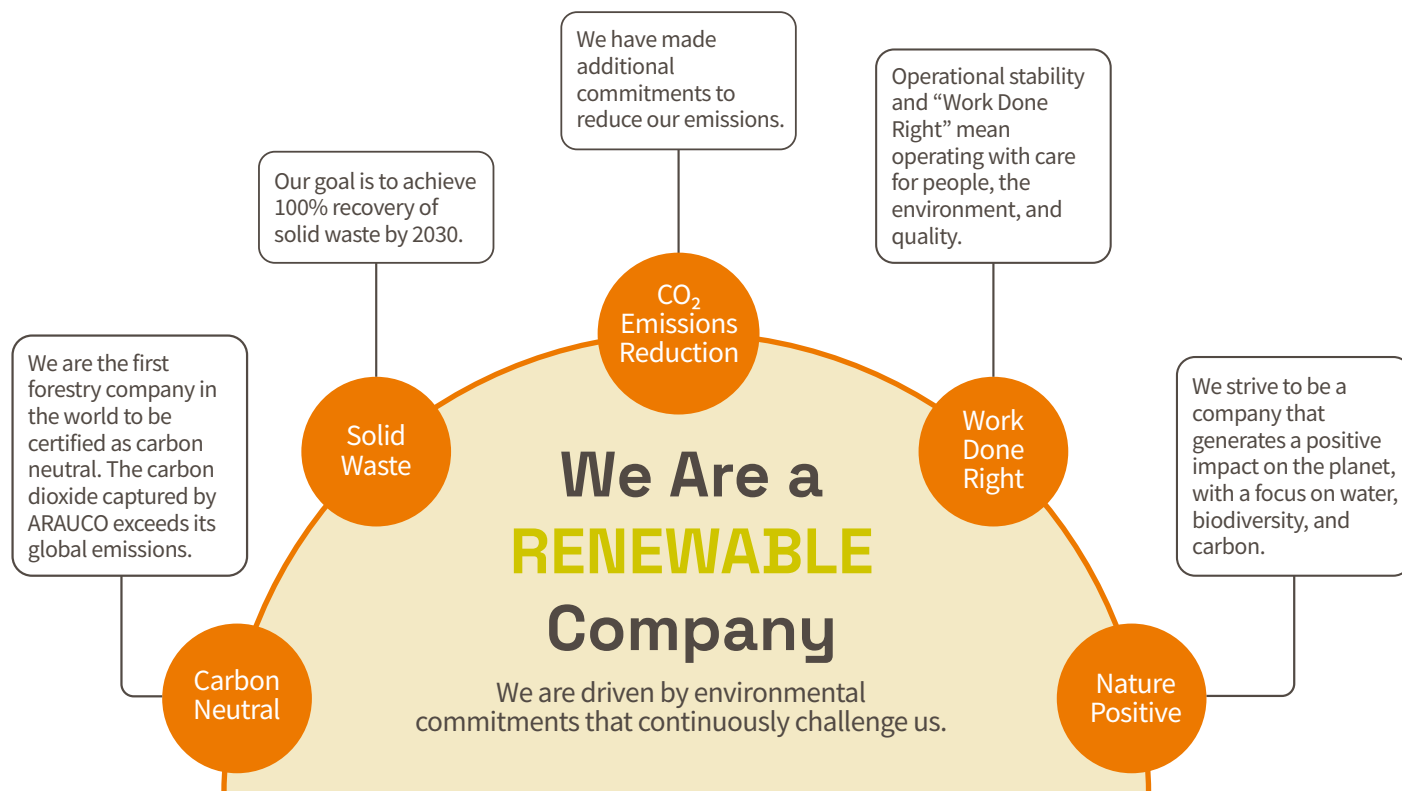 We have made
additional
commitments to
reduce our emissions.
Operational stability
and “Work Done
Right” mean
operating with care
for people, the
environment, and
quality.
Our goal is to achieve
100% recovery of
solid waste by 2030.
We are the first
forestry company in
the world to be
certified as carbon
neutral. The carbon
dioxide captured by
ARAUCO exceeds its
global emissions.
We strive to be a
company that
generates a positive
impact on the planet,
with a focus on water,
biodiversity, and
carbon.
CO₂
Emissions
Reduction
Solid
Waste
Work
Done
Right
Carbon
Neutral
Nature
Positive
We Are a
RENEWABLE
Company
We are driven by environmental
commitments that continuously challenge us.